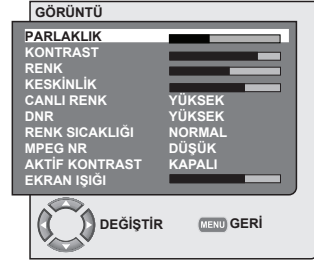 GÖRÜNTÜ
PARLAKLIK
KONTRAST
RENK
KESKİNLİK
CANLI RENK YÜKSEK
DNR YÜKSEK
RENK SICAKLIĞI NORMAL
MPEG NR DÜŞÜK
AKTİF KONTRAST KAPALI
EKRAN IŞIĞI
DEĞİŞTİR MENU GERİ